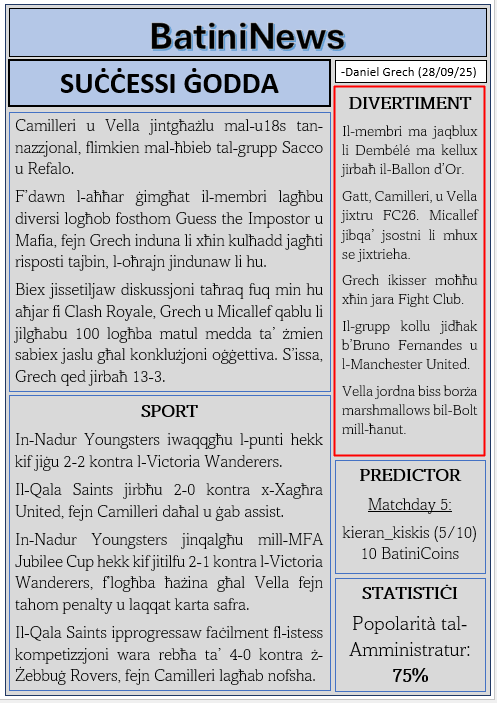 BatiniNews
SUĊĊESSI ĠODDA
-Daniel Grech (28/09/25)
Camilleri u Vella jintgħażlu mal-u18s tan-
nazzjonal, flimkien mal-ħbieb tal-grupp Sacco
u Refalo.
F’dawn l-aħħar ġimgħat il-membri lagħbu
diversi logħob fosthom Guess the Impostor u
Mafia, fejn Grech induna li xħin kulħadd jagħti
risposti tajbin, l-oħrajn jindunaw li hu.
Biex jissetiljaw diskussjoni taħraq fuq min hu
aħjar fi Clash Royale, Grech u Micallef qablu li
jilgħabu 100 logħba matul medda ta’ żmien
sabiex jaslu għal konklużjoni oġġettiva. S’issa,
Grech qed jirbaħ 13-3.
SPORT
In-Nadur Youngsters iwaqqgħu l-punti hekk
kif jiġu 2-2 kontra l-Victoria Wanderers.
Il-Qala Saints jirbħu 2-0 kontra x-Xagħra
United, fejn Camilleri daħal u ġab assist.
In-Nadur Youngsters jinqalgħu mill-MFA
Jubilee Cup hekk kif jitilfu 2-1 kontra l-Victoria
Wanderers, f’logħba ħażina għal Vella fejn
tahom penalty u laqqat karta safra.
Il-Qala Saints ipprogressaw faċilment fl-istess
kompetizzjoni wara rebħa ta’ 4-0 kontra ż-
Żebbuġ Rovers, fejn Camilleri lagħab nofsha.
DIVERTIMENT
Il-membri ma jaqblux
li Dembélé ma kellux
jirbaħ il-Ballon d’Or.
Gatt, Camilleri, u Vella
jixtru FC26. Micallef
jibqa’ jsostni li mhux
se jixtrieha.
Grech ikisser moħħu
xħin jara Fight Club.
Il-grupp kollu jidħak
b’Bruno Fernandes u
l-Manchester United.
Vella jordna biss borża
marshmallows bil-Bolt
mill-ħanut.
PREDICTOR
Matchday 5:
kieran_kiskis (5/10)
10 BatiniCoins
STATISTIĊI
Popolarità tal-
Amministratur:
75%